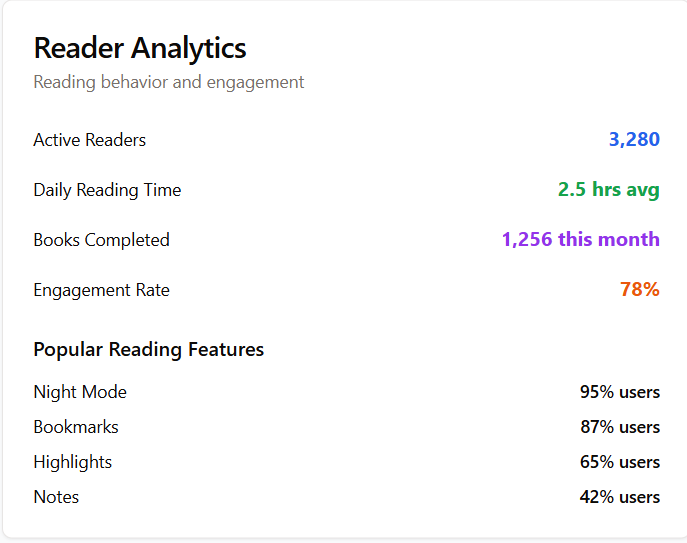 Reader Analytics
Reading behavior and engagement
Active Readers 3,280
Daily Reading Time 2.5 hrs avg
Books Completed 1,256 this month
Engagement Rate 78%
Popular Reading Features
Night Mode 95% users
Bookmarks 87% users
Highlights 65% users
Notes 42% users